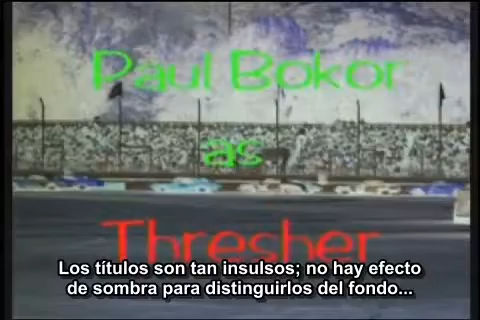 Paul Bokor
as
Thresher
Los títulos son tan insulsos; no hay efecto
de sombra para distinguirlos del fondo...